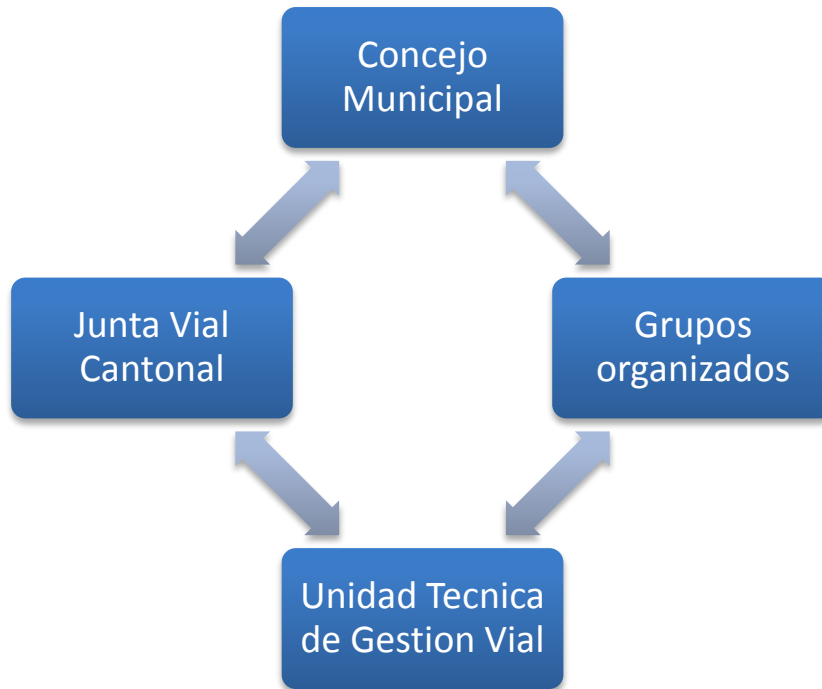 Concejo
Municipal
Junta Vial
Cantonal
Grupos
organizados
Unidad Tecnica
de Gestion Vial